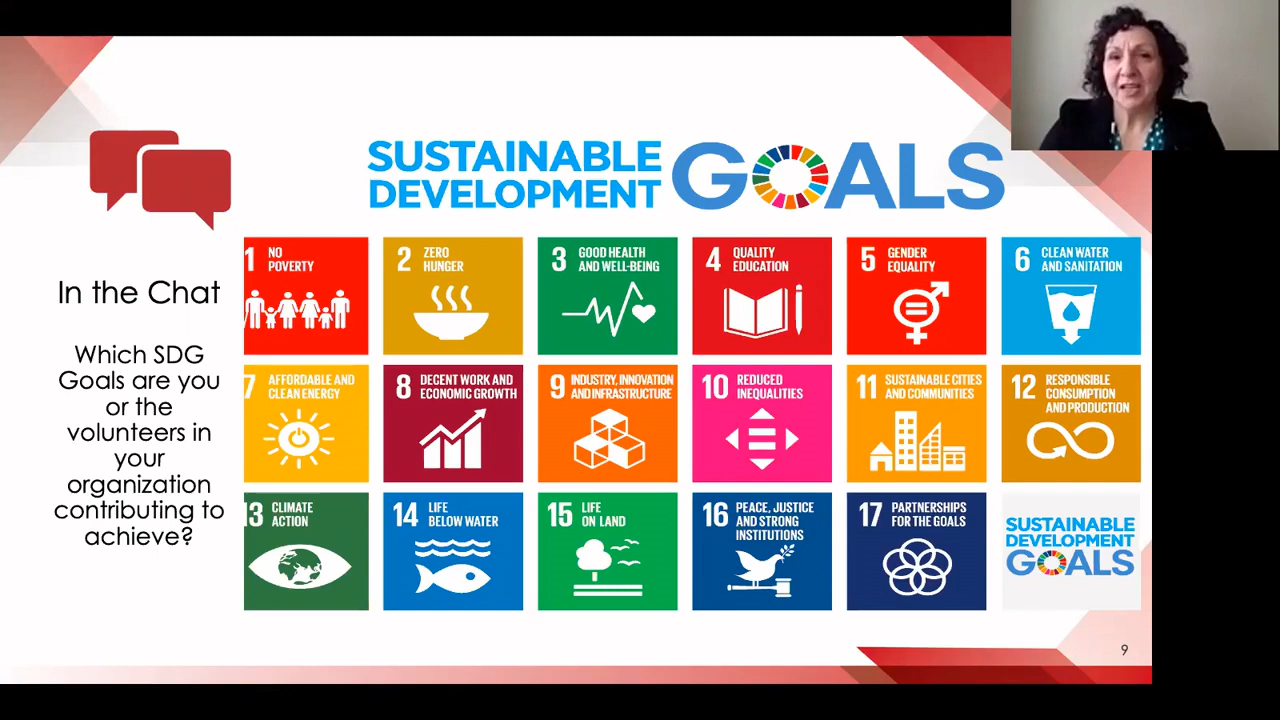 SUSTAINABLE
DEVELOPMENT
GOALS
In the Chat
Which SDG
Goals are you
or the
volunteers in
your
organization
contributing to
achieve?
1 NO
POVERTY
2 ZERO
HUNGER
3 GOOD HEALTH
AND WELL-BEING
4 QUALITY
EDUCATION
5 GENDER
EQUALITY
6 CLEAN WATER
AND SANITATION
7 AFFORDABLE AND
CLEAN ENERGY
8 DECENT WORK AND
ECONOMIC GROWTH
9 INDUSTRY, INNOVATION
AND INFRASTRUCTURE
10 REDUCED
INEQUALITIES
11 SUSTAINABLE CITIES
AND COMMUNITIES
12 RESPONSIBLE
CONSUMPTION
AND PRODUCTION
13 CLIMATE
ACTION
14 LIFE
BELOW WATER
15 LIFE
ON LAND
16 PEACE, JUSTICE
AND STRONG
INSTITUTIONS
17 PARTNERSHIPS
FOR THE GOALS
SUSTAINABLE
DEVELOPMENT
GOALS
9